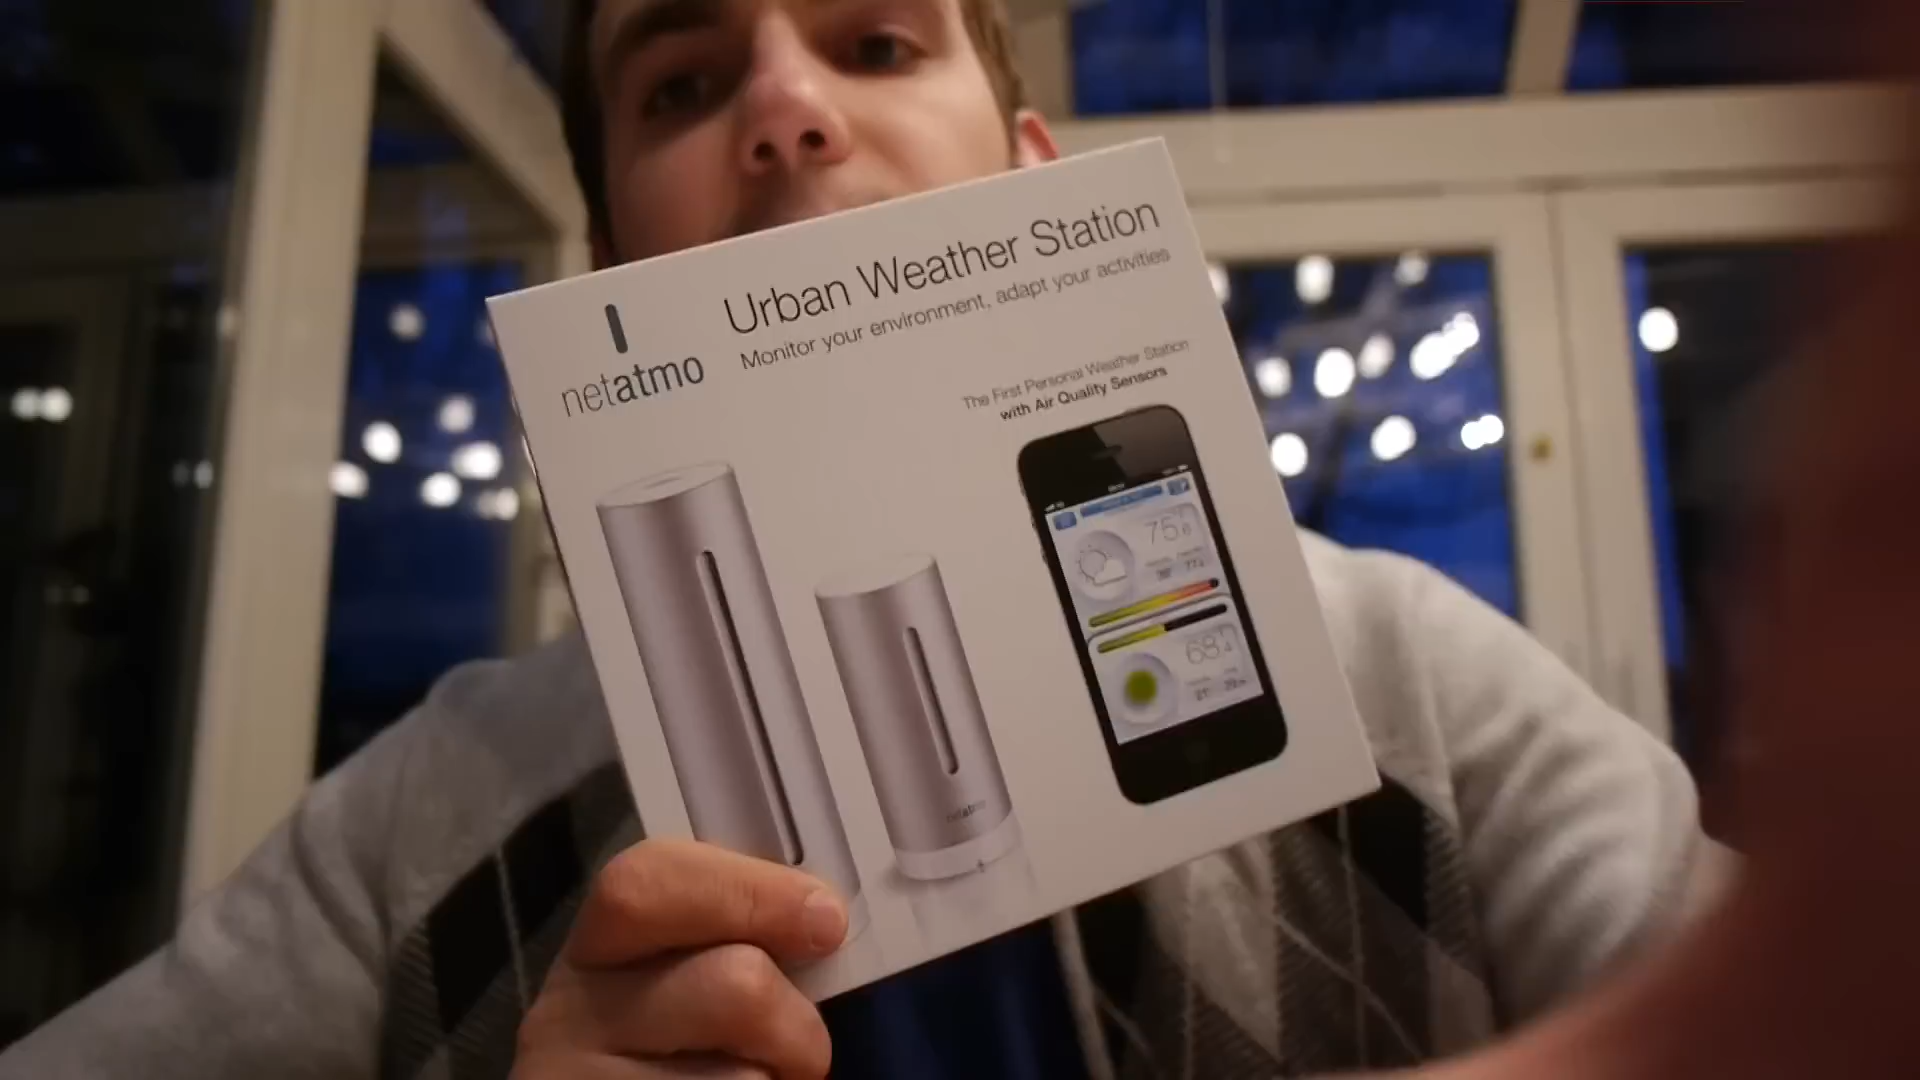 Urban Weather Station
Monitor your environment, adapt your activities
netatmo
The First Personal Weather Station
with Air Quality Sensors
75
68.4
netatmo